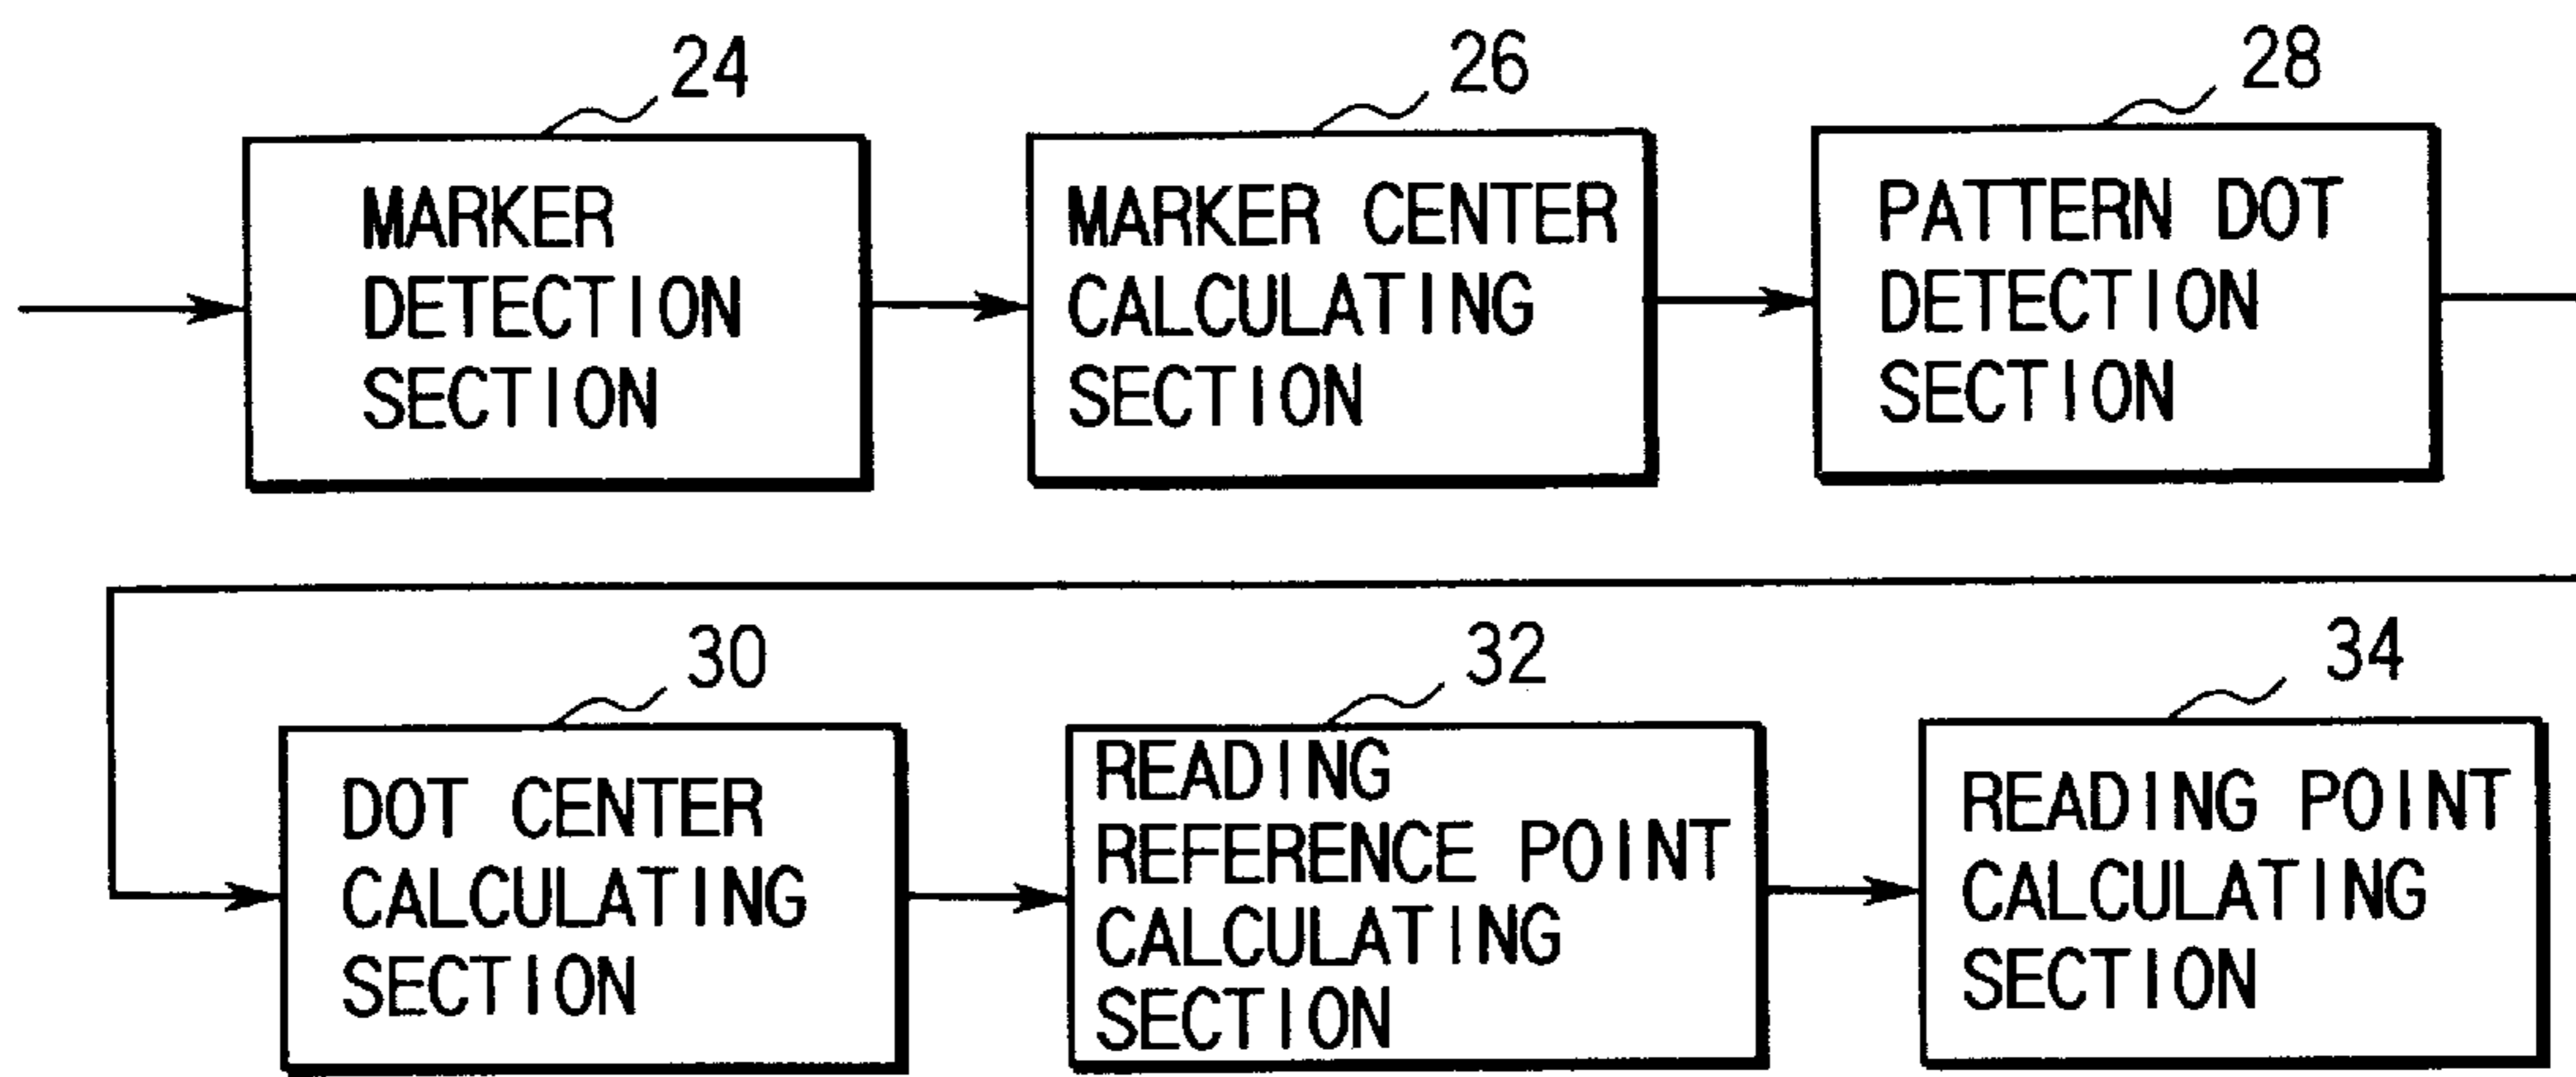 24
MARKER
DETECTION
SECTION
26
MARKER CENTER
CALCULATING
SECTION
28
PATTERN DOT
DETECTION
SECTION
30
DOT CENTER
CALCULATING
SECTION
32
READING
REFERENCE POINT
CALCULATING
SECTION
34
READING POINT
CALCULATING
SECTION